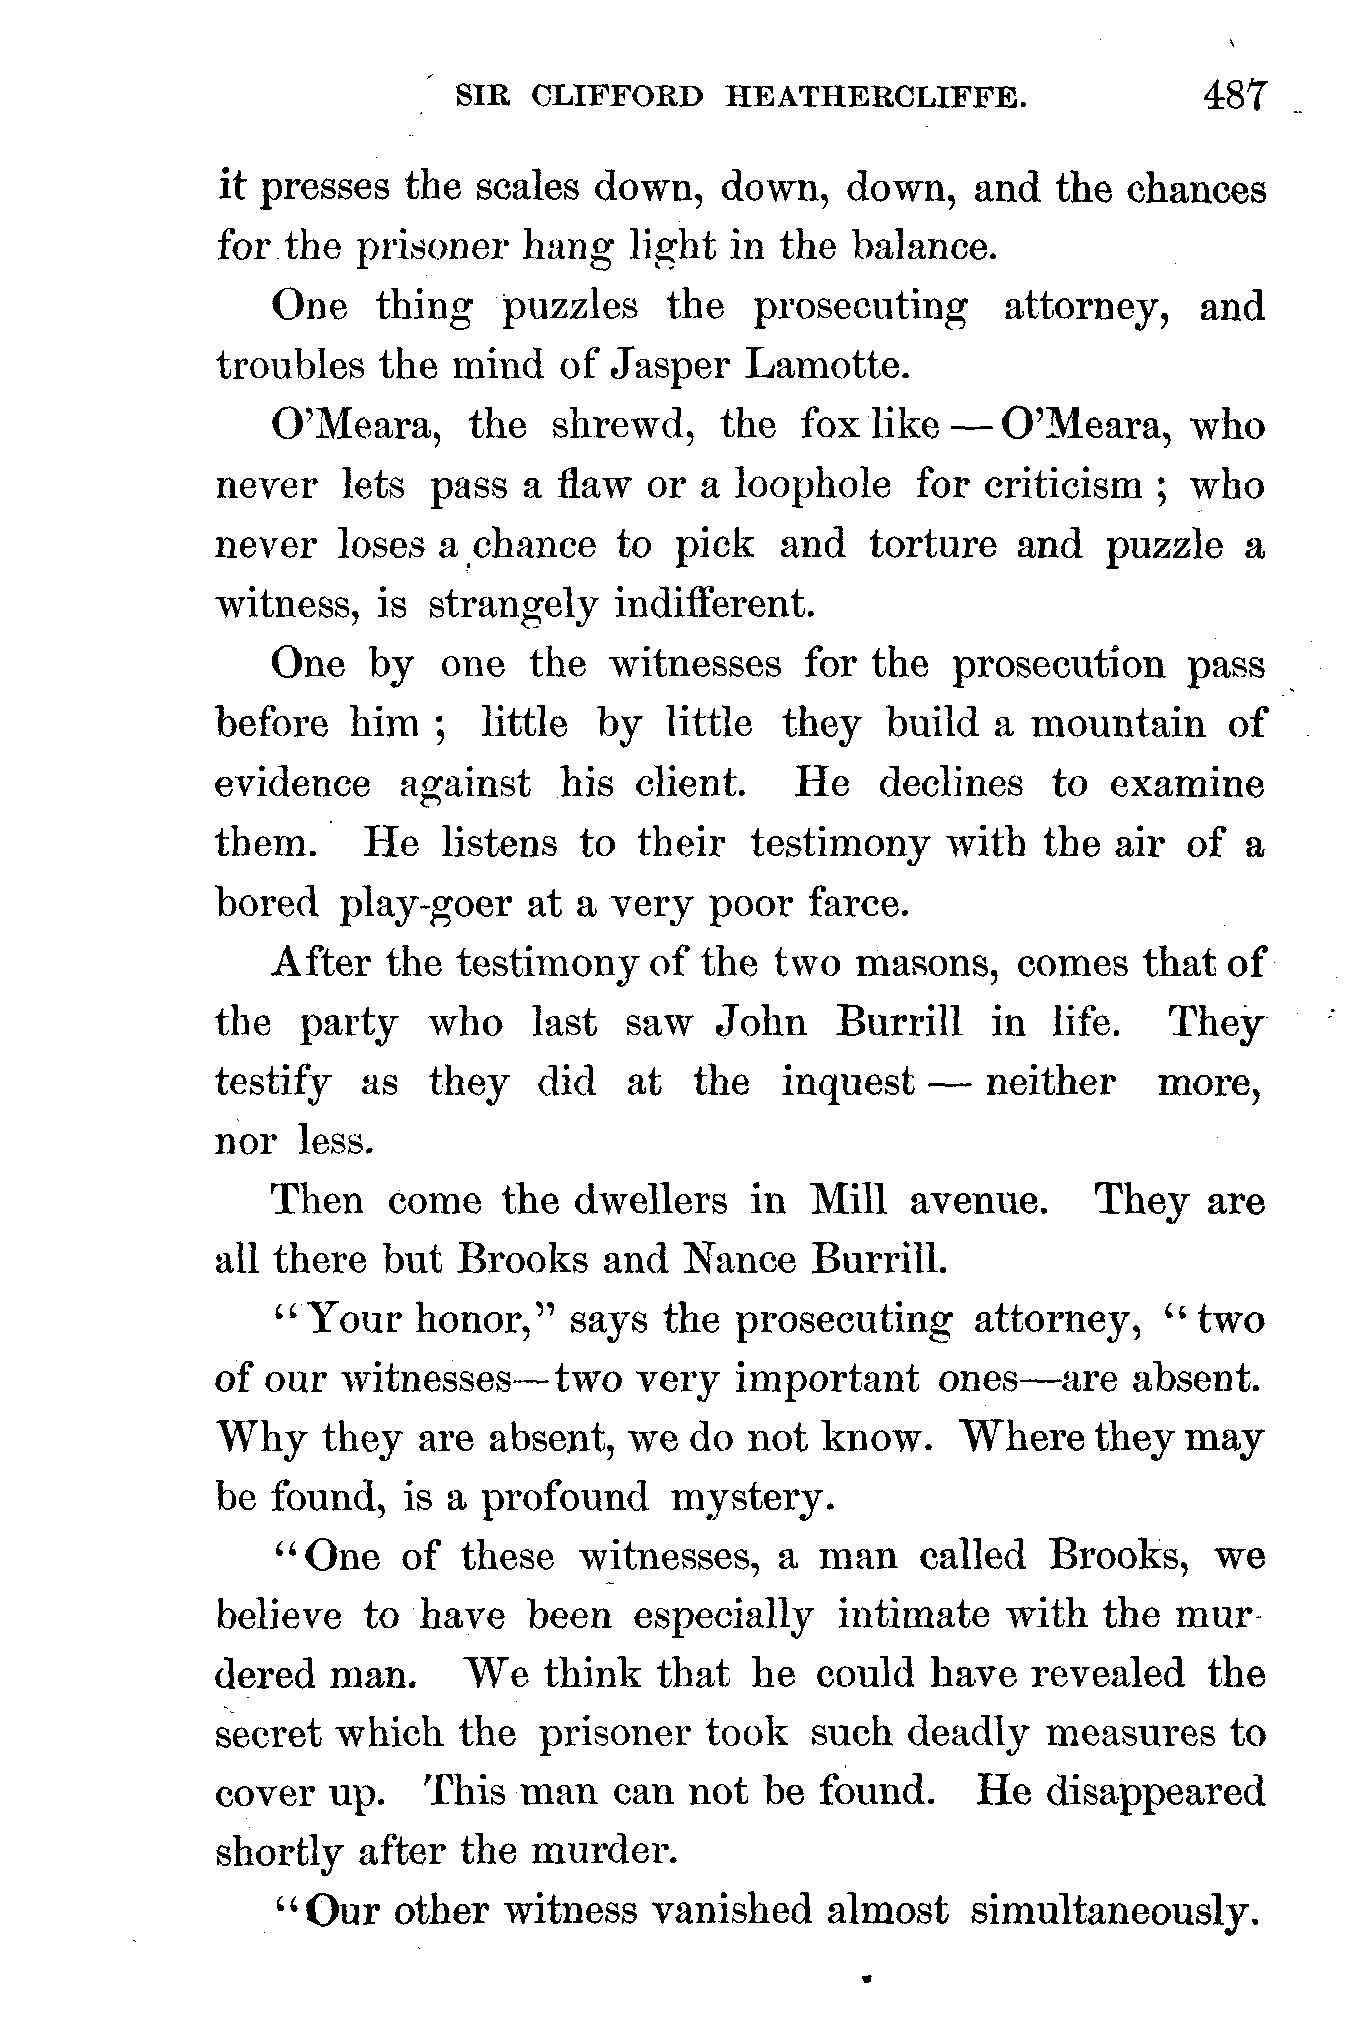 SIR CLIFFORD HEATHERCLIFFE. 487
it presses the scales down, down, down, and the chances
for the prisoner hang light in the balance.
One thing puzzles the prosecuting attorney, and
troubles the mind of Jasper Lamotte.
O'Meara, the shrewd, the fox like — O'Meara, who
never lets pass a flaw or a loophole for criticism ; who
never loses a chance to pick and torture and puzzle a
witness, is strangely indifferent.
One by one the witnesses for the prosecution pass
before him ; little by little they build a mountain of
evidence against his client. He declines to examine
them. He listens to their testimony with the air of a
bored play-goer at a very poor farce.
After the testimony of the two masons, comes that of
the party who last saw John Burrill in life. They
testify as they did at the inquest — neither more,
nor less.
Then come the dwellers in Mill avenue. They are
all there but Brooks and Nance Burrill.
"Your honor," says the prosecuting attorney, "two
of our witnesses—two very important ones—are absent.
Why they are absent, we do not know. Where they may
be found, is a profound mystery.
"One of these witnesses, a man called Brooks, we
believe to have been especially intimate with the mur-
dered man. We think that he could have revealed the
secret which the prisoner took such deadly measures to
cover up. This man can not be found. He disappeared
shortly after the murder.
"Our other witness vanished almost simultaneously.